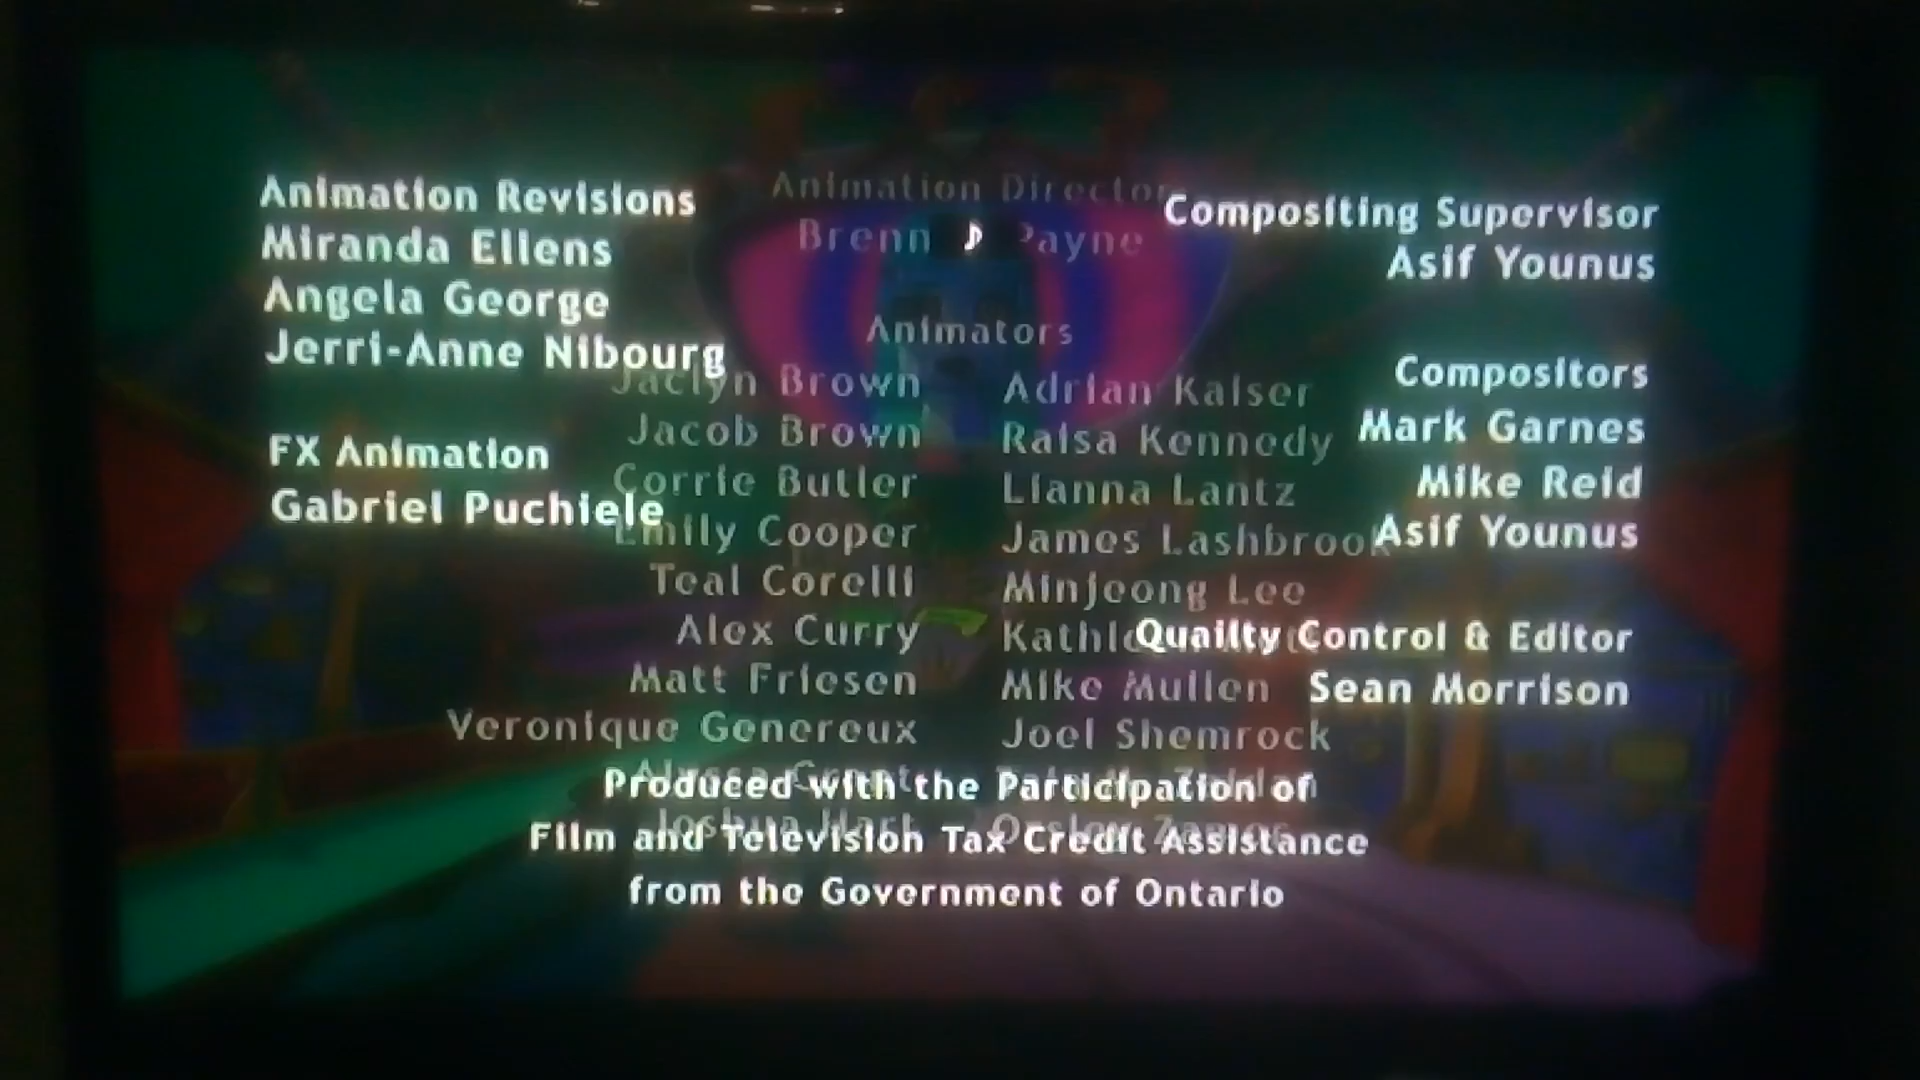 Animation Revisions
Miranda Ellens
Angela George
Jerri-Anne Nibourg
FX Animation
Gabriel Puchiele
Animation Director
♪ Payne
Animators
Jaclyn Brown
Jacob Brown
Corrie Butler
Emily Cooper
Teal Corelli
Alex Curry
Matt Friesen
Veronique Genereux
Adrian Kaiser
Raisa Kennedy
Lianna Lantz
James Lashbrook
Minjeong Lee
Mike Mullen
Joel Shemrock
Compositing Supervisor
Asif Younus
Compositors
Mark Garnes
Mike Reid
Asif Younus
Quailty Control & Editor
Sean Morrison
Produced with the Participation of
Film and Television Tax Credit Assistance
from the Government of Ontario